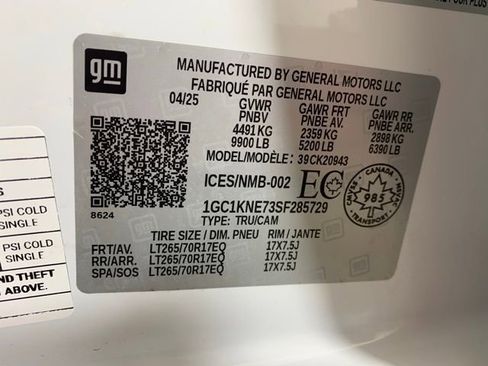 gm
MANUFACTURED BY GENERAL MOTORS LLC
FABRIQUÉ PAR GENERAL MOTORS LLC
04/25
GVWR GAWR FRT GAWR RR
PNBV PNBE AV. PNBE ARR.
4491 KG 2359 KG 2898 KG
9900 LB 5200 LB 6390 LB
MODEL/MODÈLE: 39CK20943
ICES/NMB-002 EC
1GC1KNE73SF285729
TYPE: TRU/CAM
8624
CANADA
985
TIRE SIZE / DIM. PNEU RIM / JANTE
FRT/AV. LT265/70R17EQ 17X7.5J
RR/ARR. LT265/70R17EQ 17X7.5J
SPA/SOS LT265/70R17EQ 17X7.5J
PSI COLD
SINGLE
PSI COLD
SINGLE
AND THEFT
ABOVE.